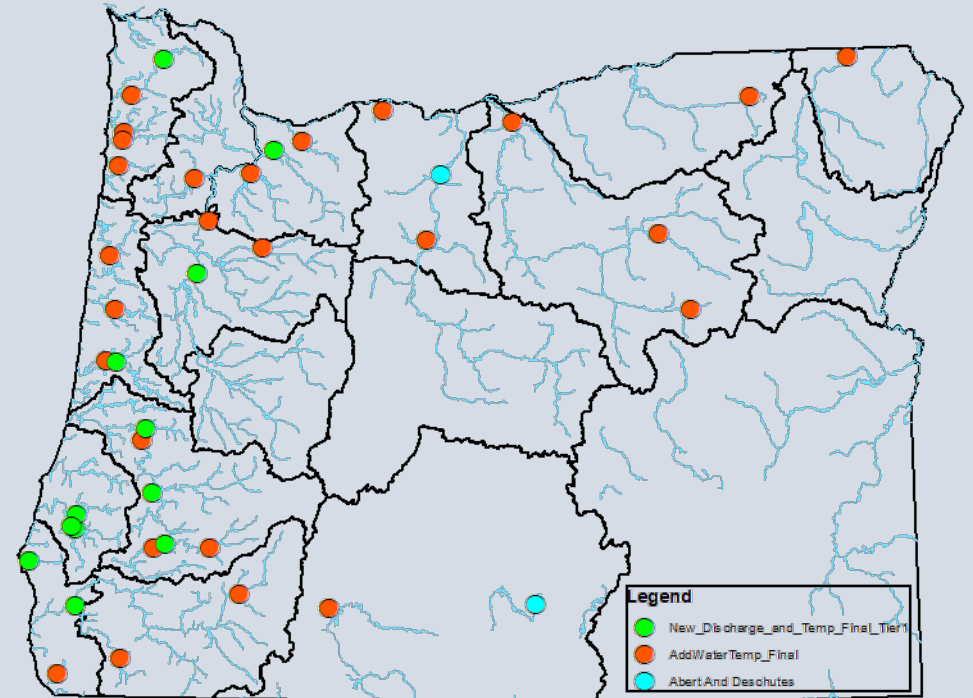 Legend
New_Discharge_and_Temp_Final_Tier1
AddWaterTemp_Final
Abert And Deschutes